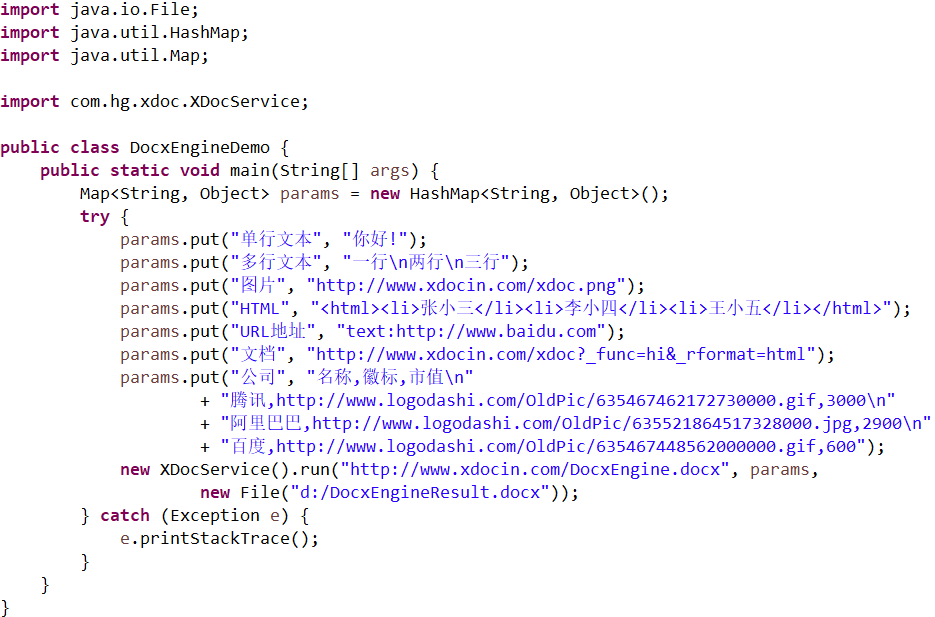 import java.io.File;
import java.util.HashMap;
import java.util.Map;

import com.hg.xdoc.XDocService;

public class DocxEngineDemo {
    public static void main(String[] args) {
        Map<String, Object> params = new HashMap<String, Object>();
        try {
            params.put("单行文本", "你好!");
            params.put("多行文本", "一行\n两行\n三行");
            params.put("图片", "http://www.xdocin.com/xdoc.png");
            params.put("HTML", "<html><li>张小三</li><li>李小四</li><li>王小五</li></html>");
            params.put("URL地址", "text:http://www.baidu.com");
            params.put("文档", "http://www.xdocin.com/xdoc?_func=hi&_rformat=html");
            params.put("公司", "名称,徽标,市值\n"
                    + "腾讯,http://www.logodashi.com/OldPic/635467462172730000.gif,3000\n"
                    + "阿里巴巴,http://www.logodashi.com/OldPic/635521864517328000.jpg,2900\n"
                    + "百度,http://www.logodashi.com/OldPic/635467448562000000.gif,600");
            new XDocService().run("http://www.xdocin.com/DocxEngine.docx", params,
                    new File("d:/DocxEngineResult.docx"));
        } catch (Exception e) {
            e.printStackTrace();
        }
    }
}